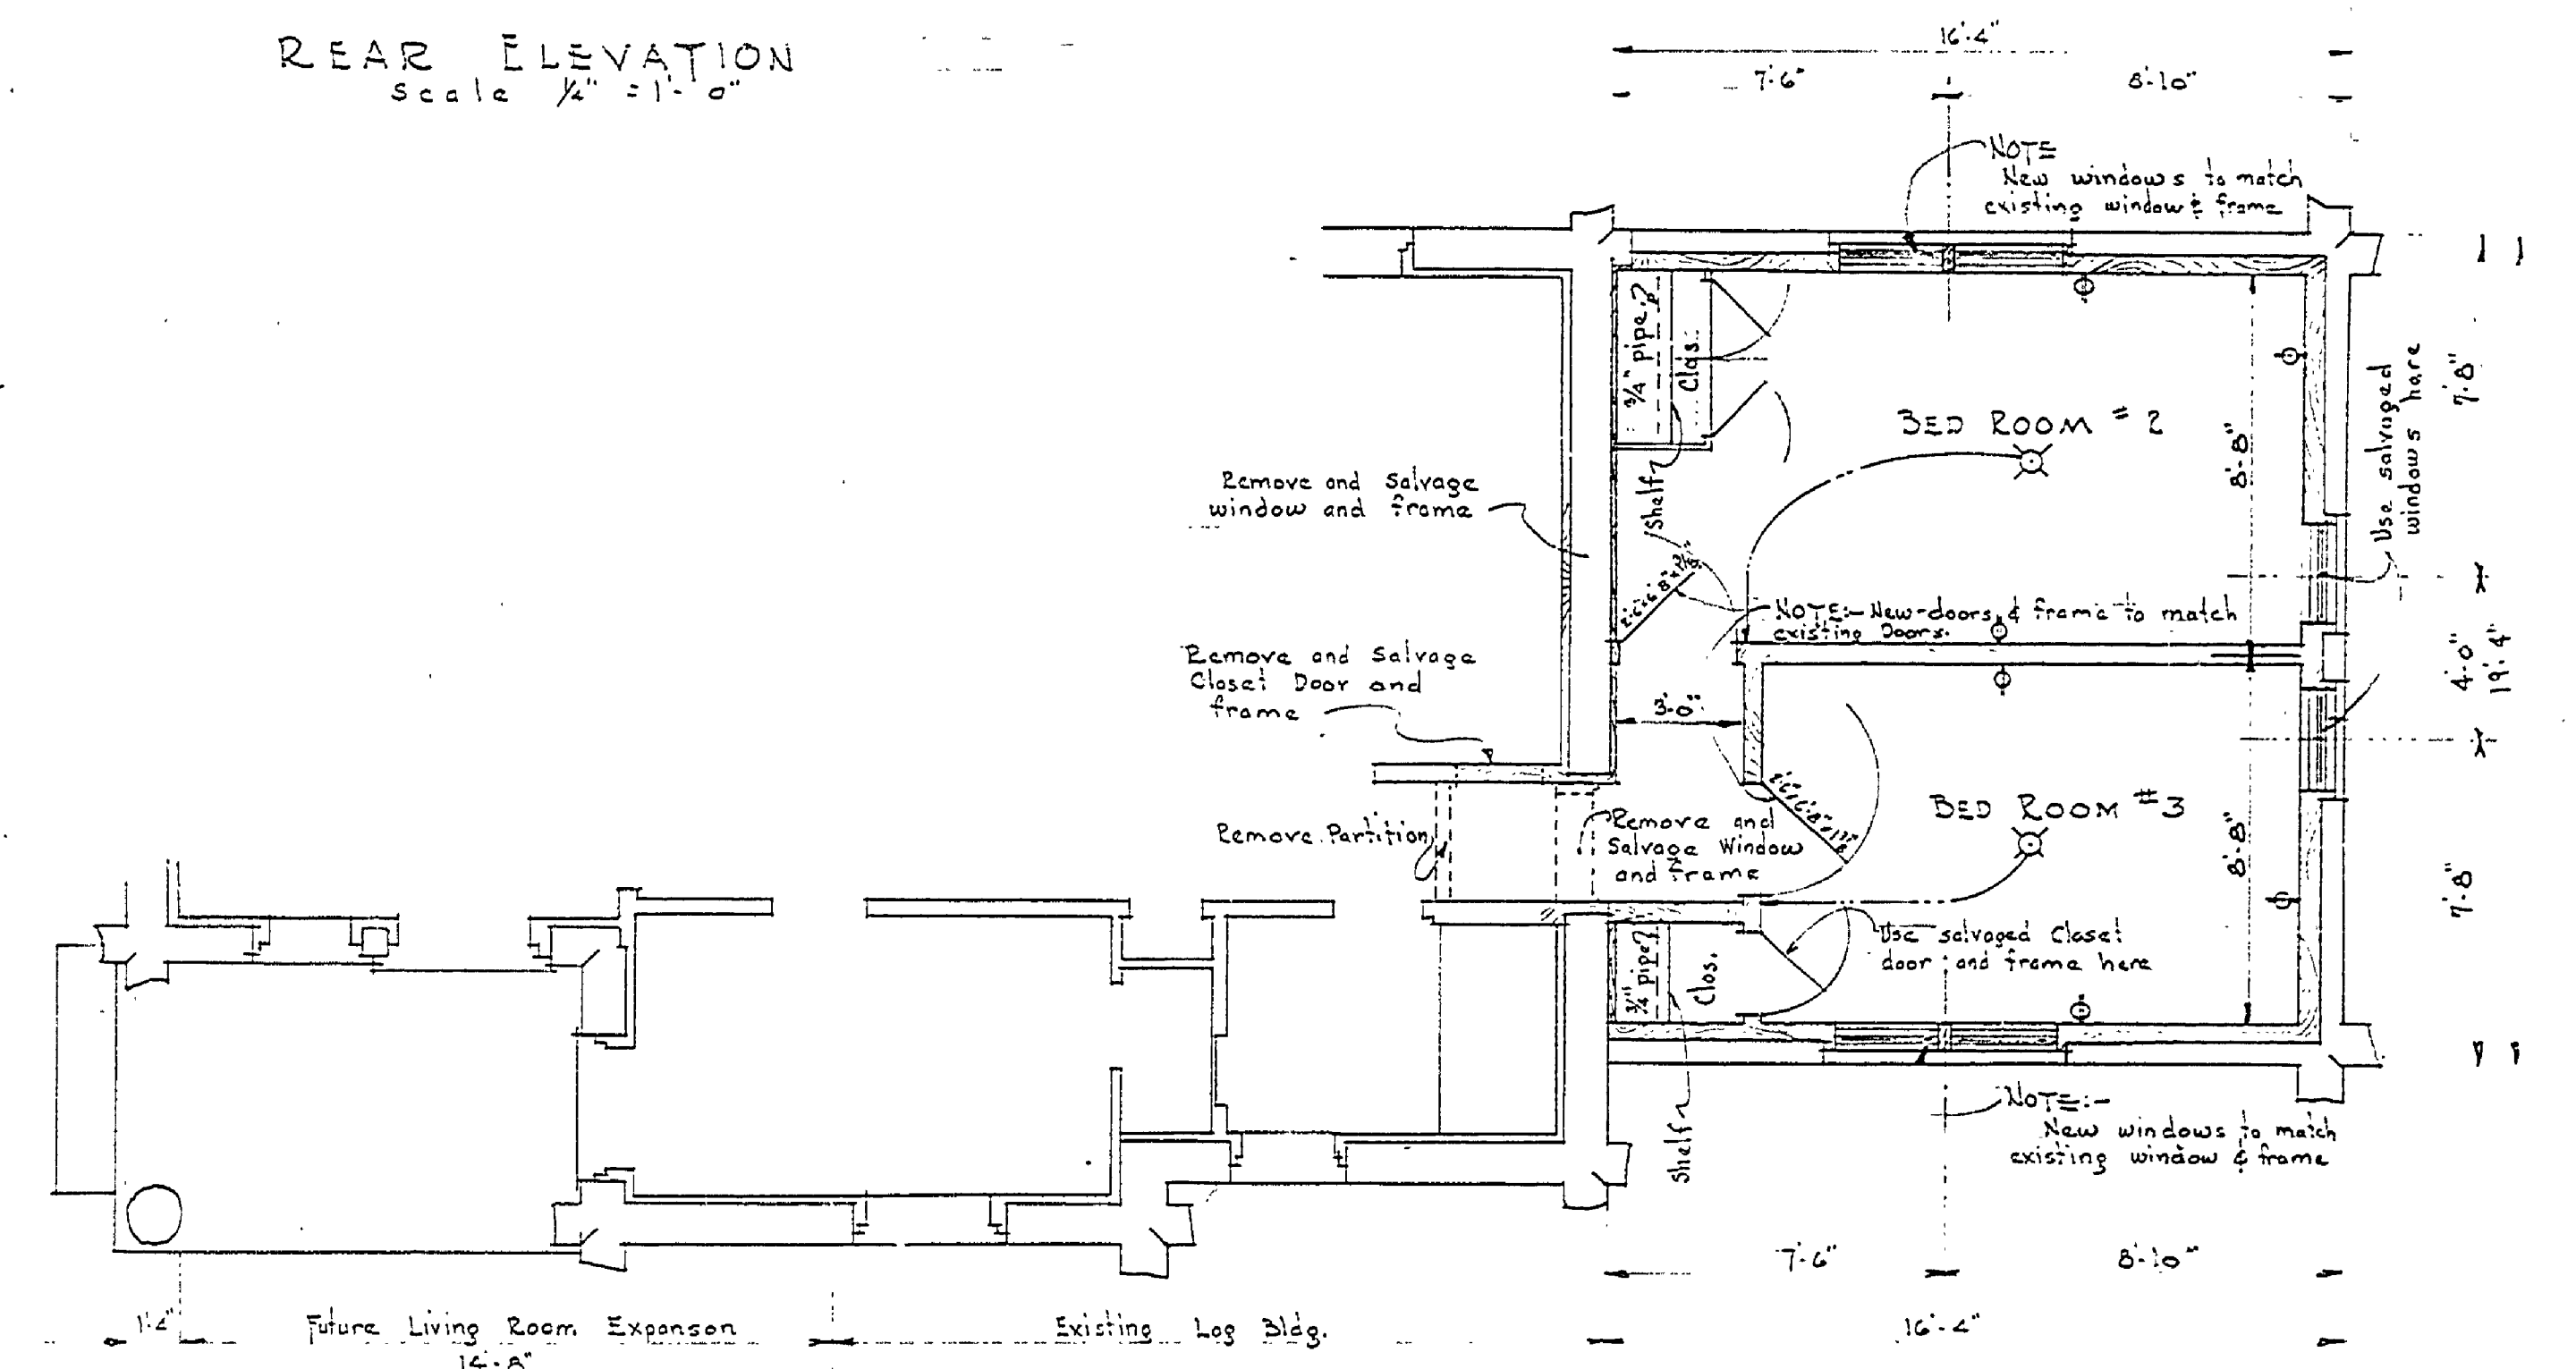 REAR ELEVATION
Scale ¼" = 1'-0"
16'-4"
7'-6"
8'-10"
NOTE
New windows to match
existing window & frame
3/4" pipe
Clos.
Shelf
BED ROOM # 2
8'-8"
7'-8"
Use salvaged
windows here
Remove and Salvage
window and frame
NOTE:- New doors & frame to match
existing Doors.
Remove and Salvage
Closet Door and
frame
3'-0"
4'-0"
19'-4"
BED ROOM #3
8'-8"
7'-8"
Remove Partition
Remove and
Salvage Window
and frame
Use salvaged Closet
door and frame here
3/4" pipe
Clos.
Shelf
NOTE:-
New windows to match
existing window & frame
7'-6"
8'-10"
1'-4"
Future Living Room Expanson
14'-8"
Existing Log Bldg.
16'-4"